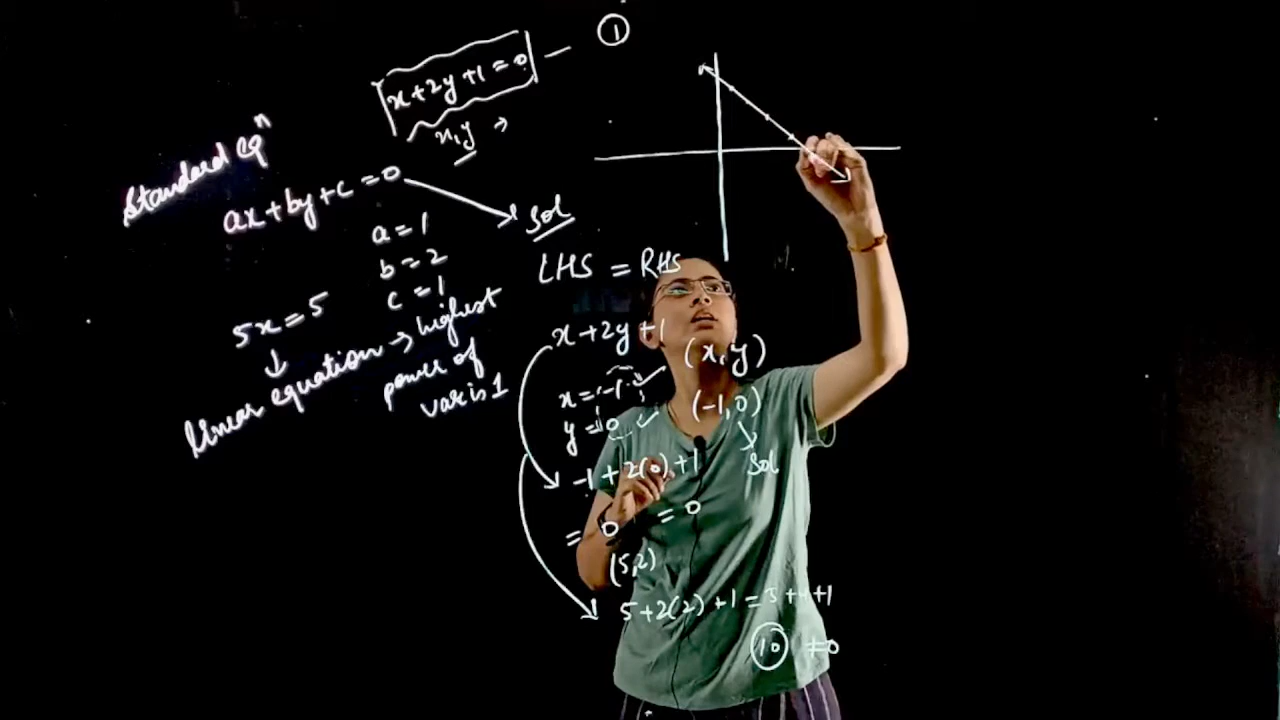 x+2y+1=0 — ①
x,y →
Standard eqⁿ
ax+by+c=0
a=1
b=2
c=1
5x=5
↓
linear equation → highest
power of
var is 1
Sol
LHS = RHS
x+2y+1
(x,y)
x=-1 ✓
y=0 ✓
(-1,0)
sol
-1+2(0)+1
= 0 = 0
(5,2)
5+2(2)+1=5+4+1
10 ≠0